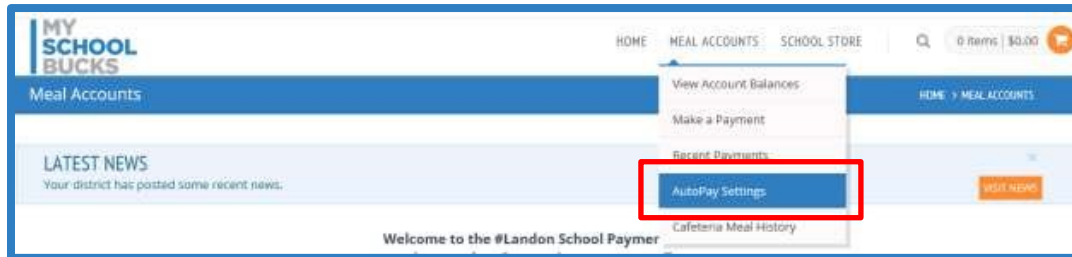 MY
SCHOOL
BUCKS
HOME MEAL ACCOUNTS SCHOOL STORE 0 items | $0.00
Meal Accounts
HOME > MEAL ACCOUNTS
View Account Balances
Make a Payment
Recent Payments
AutoPay Settings
Cafeteria Meal History
LATEST NEWS
Your district has posted some recent news.
VISIT NEWS
Welcome to the #Landon School Paymer